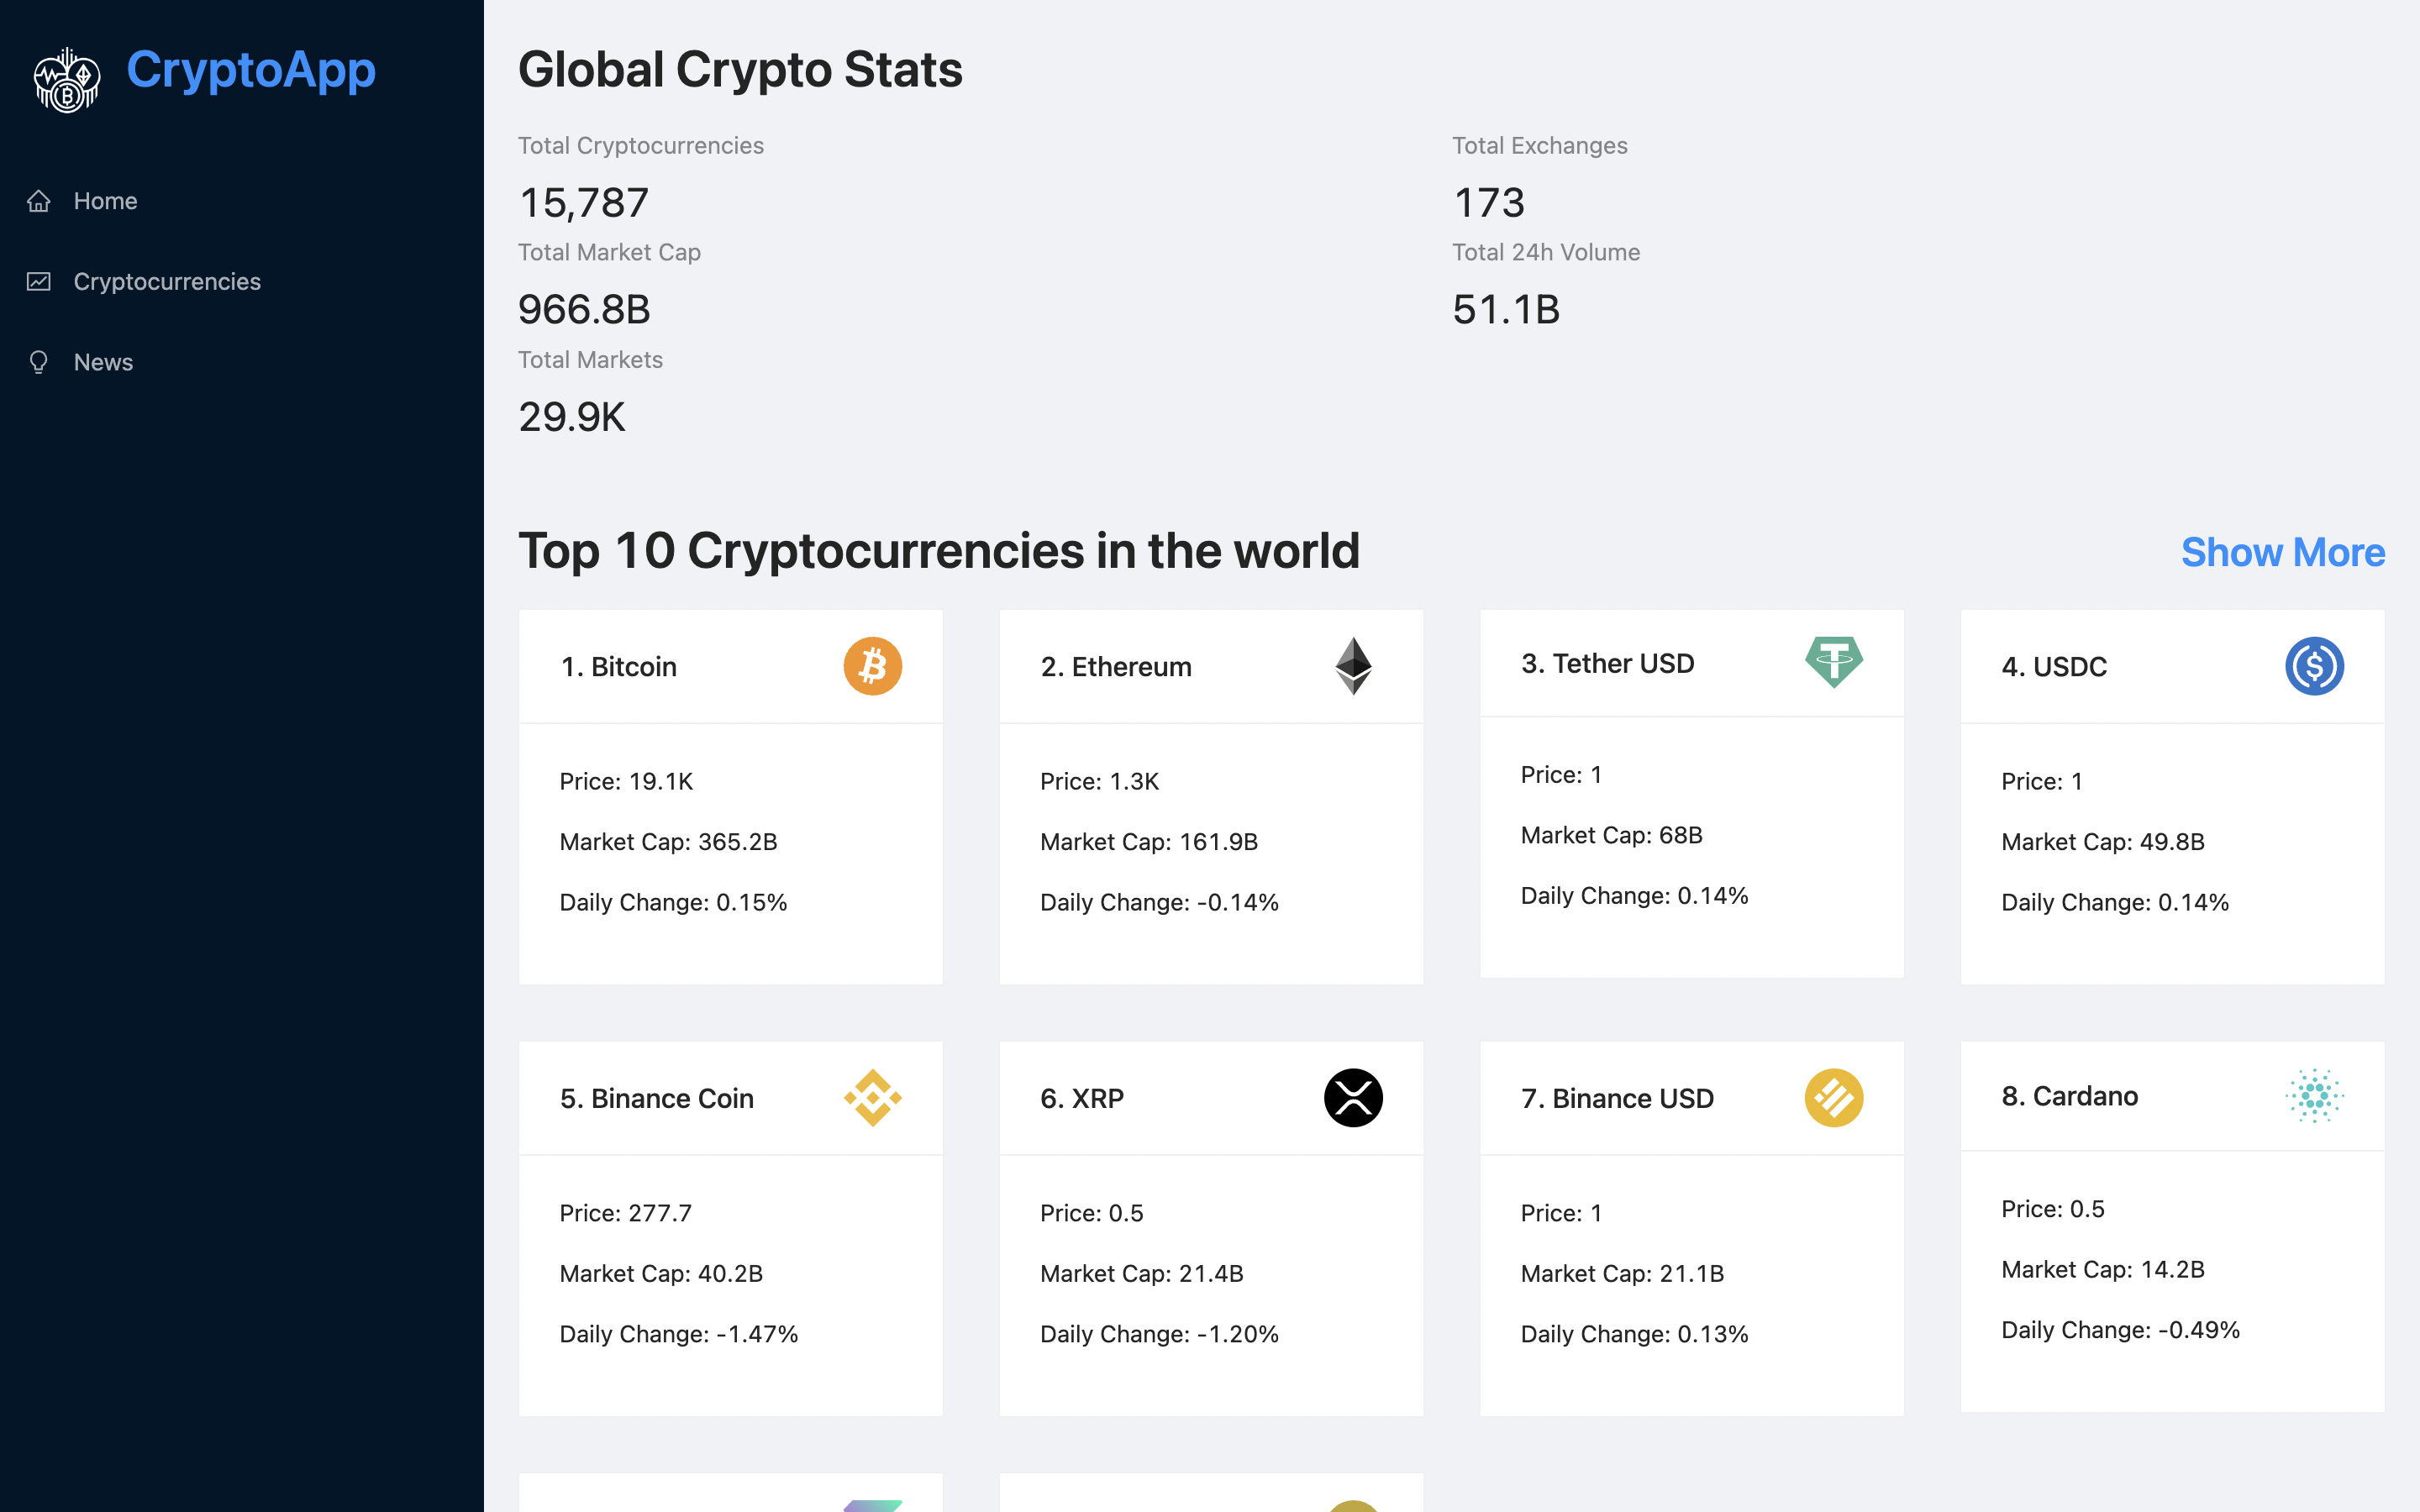 CryptoApp
Home
Cryptocurrencies
News
Global Crypto Stats
Total Cryptocurrencies
15,787
Total Exchanges
173
Total Market Cap
966.8B
Total 24h Volume
51.1B
Total Markets
29.9K
Top 10 Cryptocurrencies in the world
Show More
1. Bitcoin
Price: 19.1K
Market Cap: 365.2B
Daily Change: 0.15%
2. Ethereum
Price: 1.3K
Market Cap: 161.9B
Daily Change: -0.14%
3. Tether USD
Price: 1
Market Cap: 68B
Daily Change: 0.14%
4. USDC
Price: 1
Market Cap: 49.8B
Daily Change: 0.14%
5. Binance Coin
Price: 277.7
Market Cap: 40.2B
Daily Change: -1.47%
6. XRP
Price: 0.5
Market Cap: 21.4B
Daily Change: -1.20%
7. Binance USD
Price: 1
Market Cap: 21.1B
Daily Change: 0.13%
8. Cardano
Price: 0.5
Market Cap: 14.2B
Daily Change: -0.49%